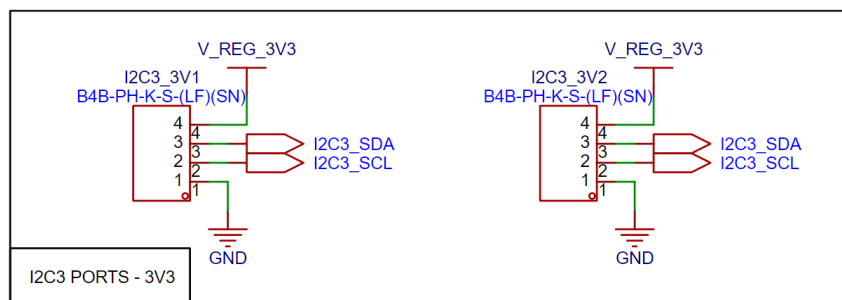 V_REG_3V3
I2C3_3V1
B4B-PH-K-S-(LF)(SN)
4
4
3
I2C3_SDA
3
2
I2C3_SCL
2
1
1
GND
V_REG_3V3
I2C3_3V2
B4B-PH-K-S-(LF)(SN)
4
4
3
I2C3_SDA
3
2
I2C3_SCL
2
1
1
GND
I2C3 PORTS - 3V3